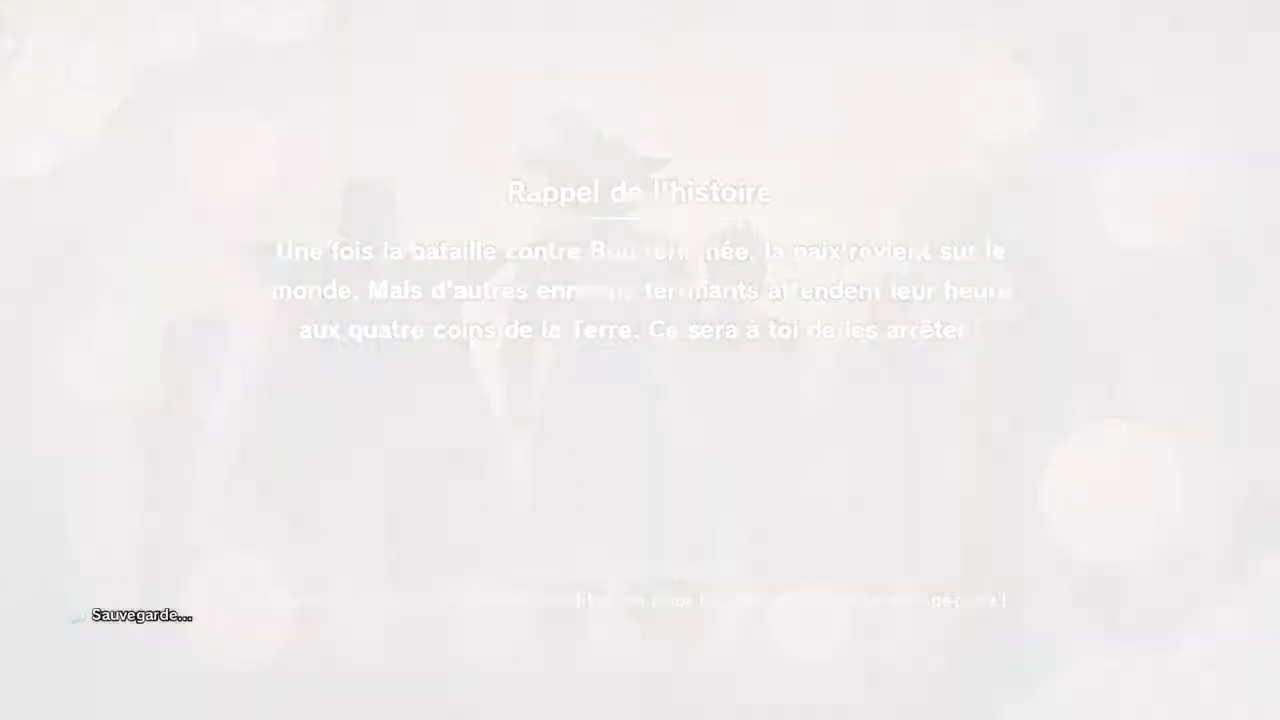 Rappel de l'histoire
Une fois la bataille contre Buu terminée, la paix revient sur le
monde. Mais d'autres ennemis terrifiants attendent leur heure
aux quatre coins de la Terre. Ce sera à toi de les arrêter !
Sauvegarde...